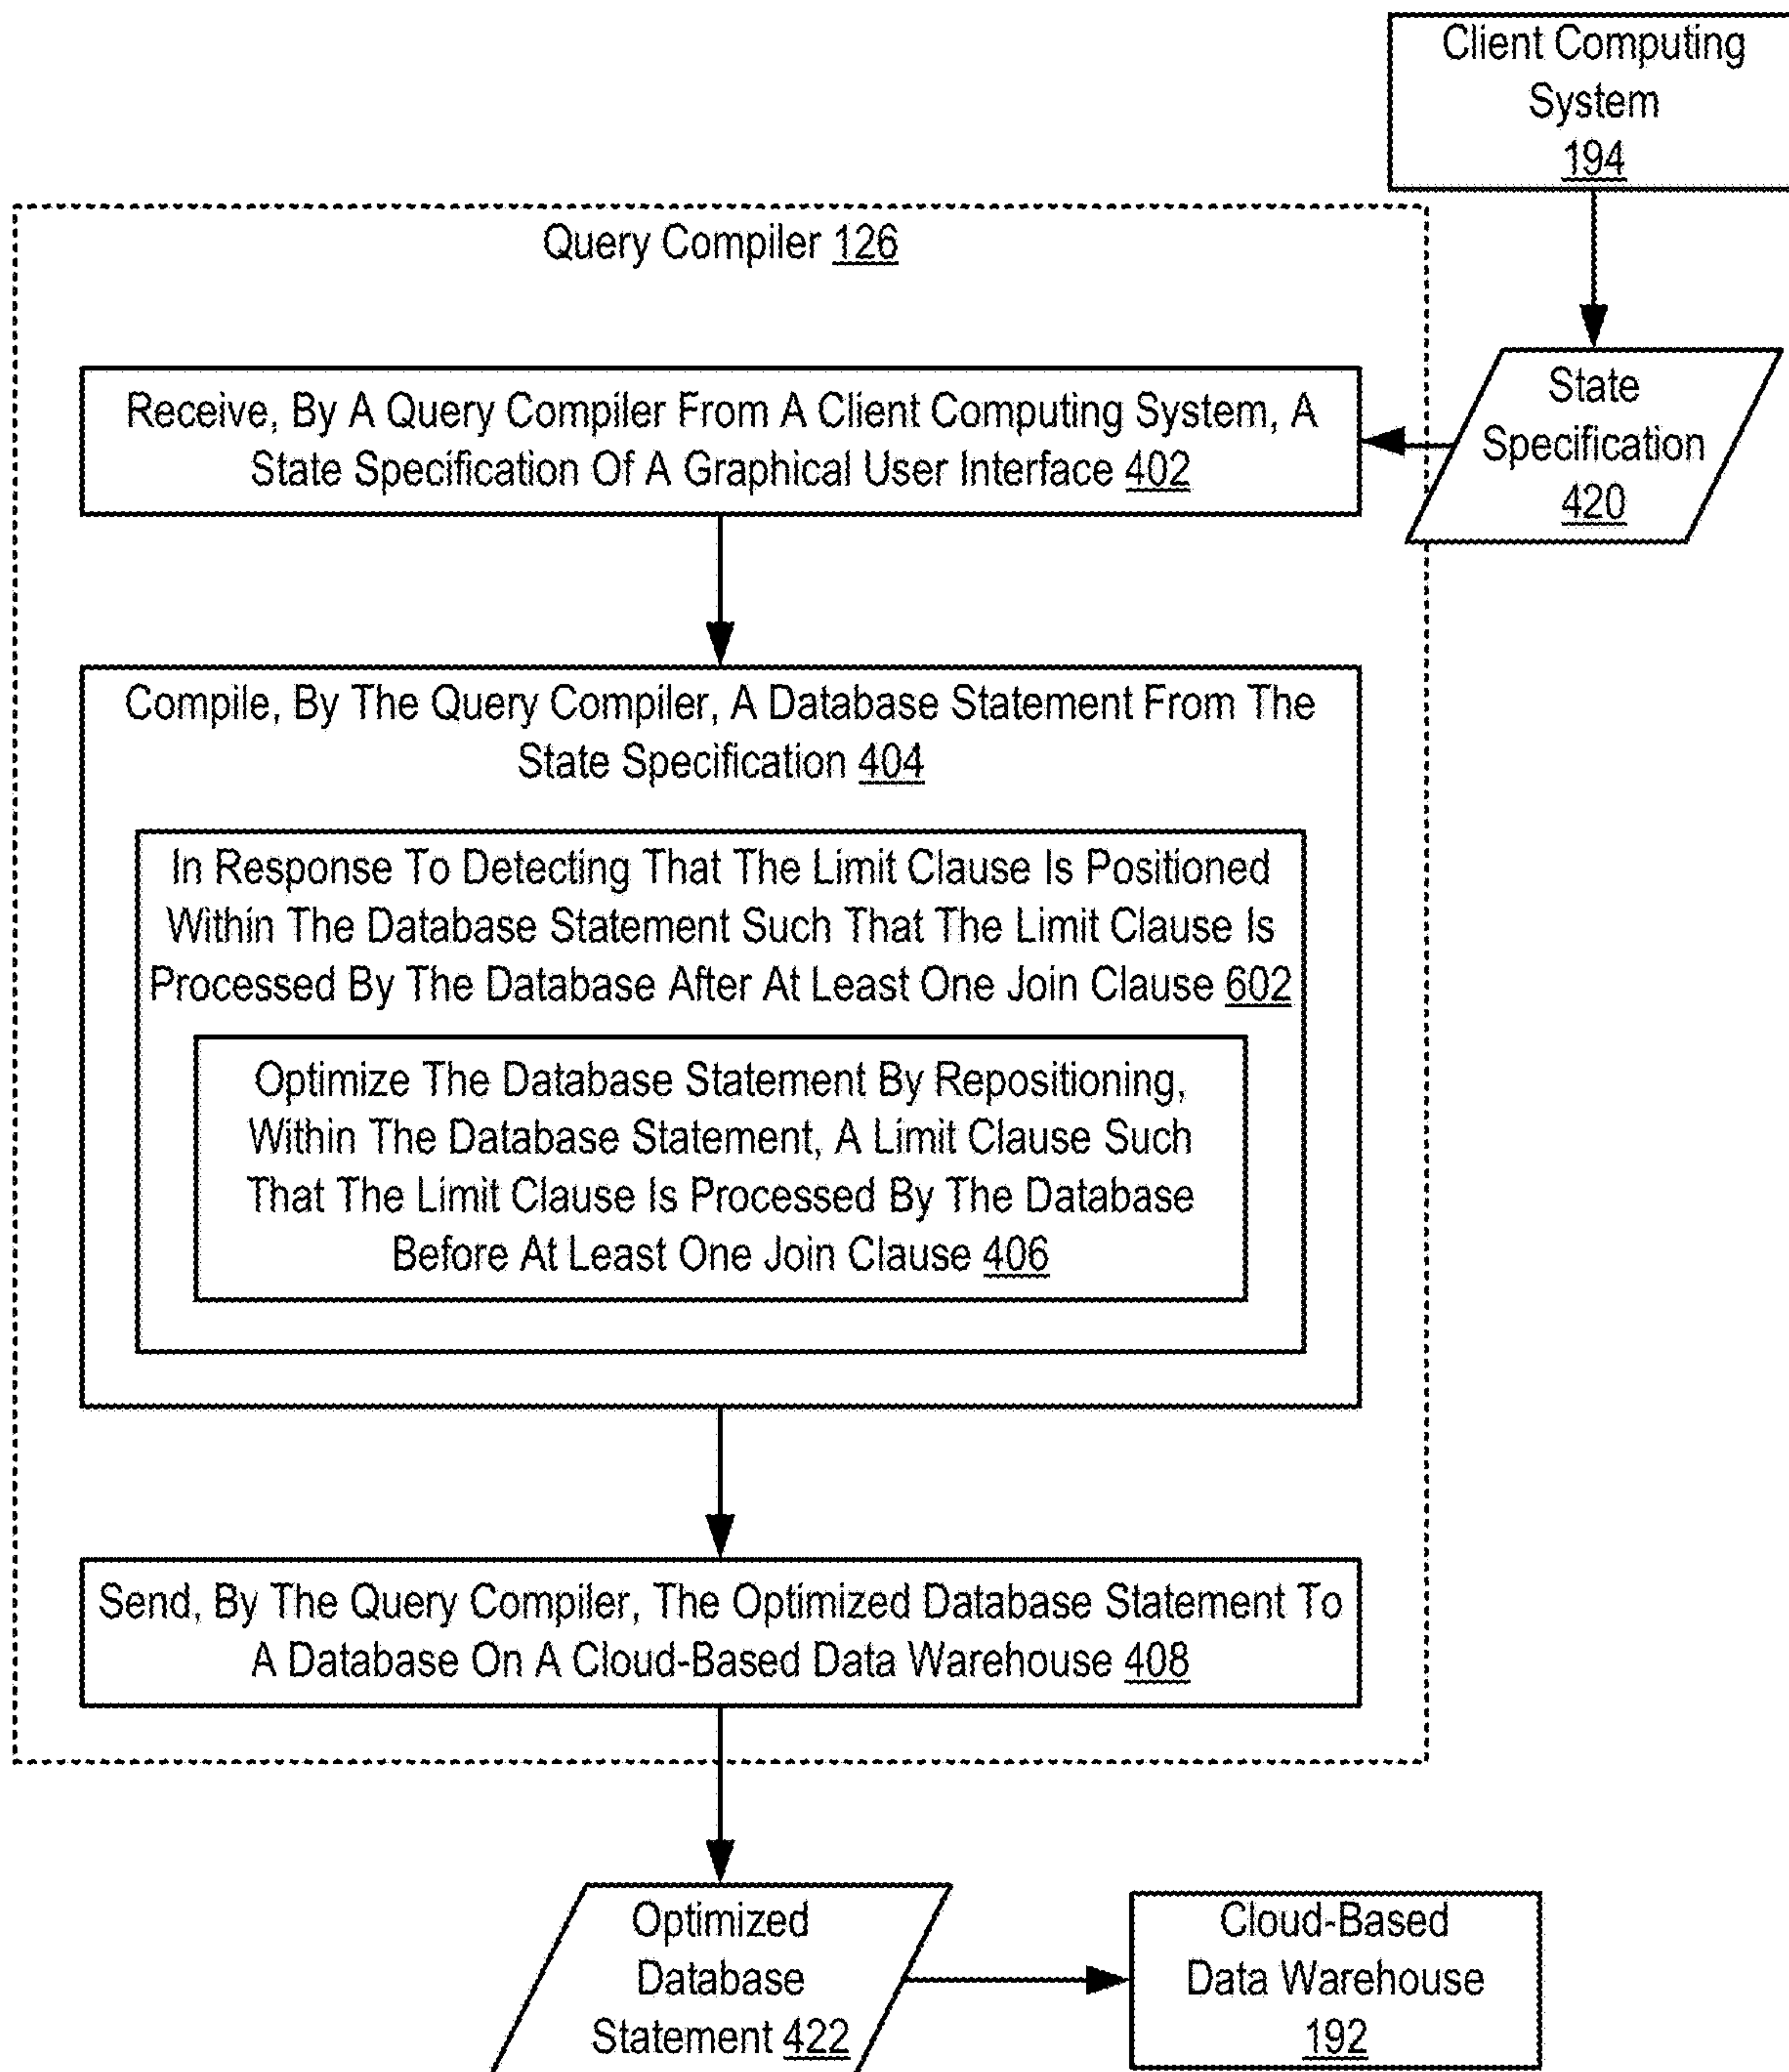 Client Computing
System
194
Query Compiler 126
Receive, By A Query Compiler From A Client Computing System, A
State Specification Of A Graphical User Interface 402
State
Specification
420
Compile, By The Query Compiler, A Database Statement From The
State Specification 404
In Response To Detecting That The Limit Clause Is Positioned
Within The Database Statement Such That The Limit Clause Is
Processed By The Database After At Least One Join Clause 602
Optimize The Database Statement By Repositioning,
Within The Database Statement, A Limit Clause Such
That The Limit Clause Is Processed By The Database
Before At Least One Join Clause 406
Send, By The Query Compiler, The Optimized Database Statement To
A Database On A Cloud-Based Data Warehouse 408
Optimized
Database
Statement 422
Cloud-Based
Data Warehouse
192